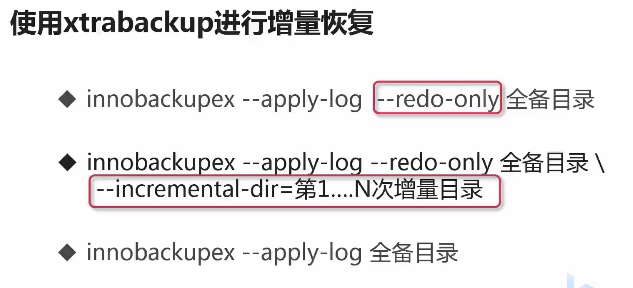 使用xtrabackup进行增量恢复
◆ innobackupex --apply-log --redo-only 全备目录
◆ innobackupex --apply-log --redo-only 全备目录 \
--incremental-dir=第1....N次增量目录
◆ innobackupex --apply-log 全备目录